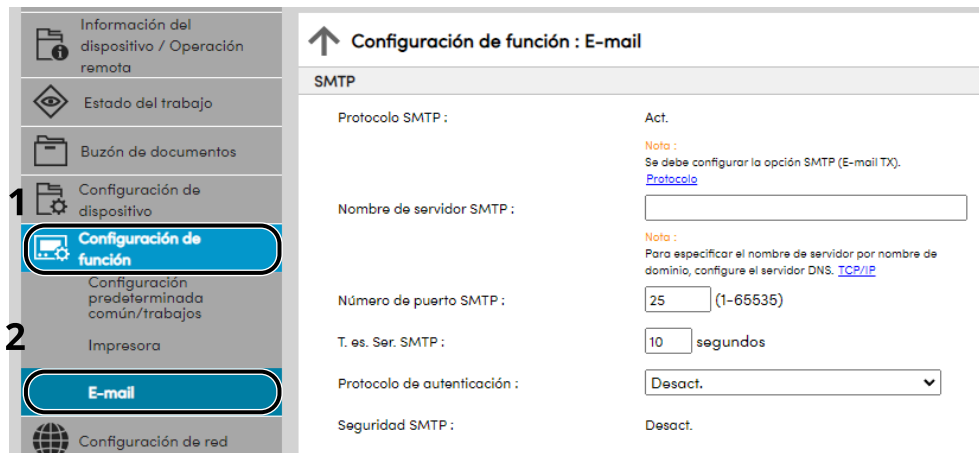 Información del
dispositivo / Operación
remota
Estado del trabajo
Buzón de documentos
1
Configuración de
dispositivo
Configuración de
función
Configuración
predeterminada
común/trabajos
2
Impresora
E-mail
Configuración de red
Configuración de función : E-mail
SMTP
Protocolo SMTP : Act.
Nota :
Se debe configurar la opción SMTP (E-mail TX).
Protocolo
Nombre de servidor SMTP :
Nota :
Para especificar el nombre de servidor por nombre de
dominio, configure el servidor DNS. TCP/IP
Número de puerto SMTP : 25 (1-65535)
T. es. Ser. SMTP : 10 segundos
Protocolo de autenticación : Desact.
Seguridad SMTP : Desact.